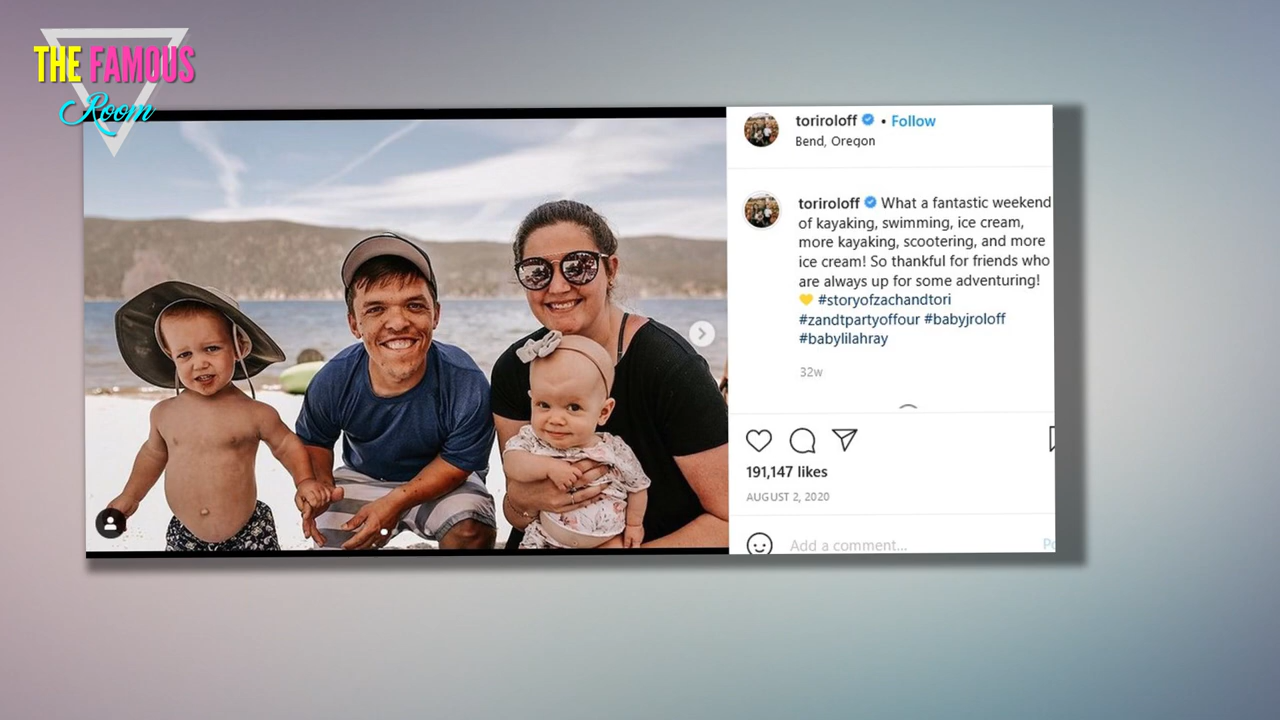 THE FAMOUS
Room
toriroloff • Follow
Bend, Oregon
toriroloff What a fantastic weekend
of kayaking, swimming, ice cream,
more kayaking, scootering, and more
ice cream! So thankful for friends who
are always up for some adventuring!
💛 #storyofzachandtori
#zandtpartyoffour #babyjroloff
#babylilahray
32w
191,147 likes
AUGUST 2, 2020
Add a comment...